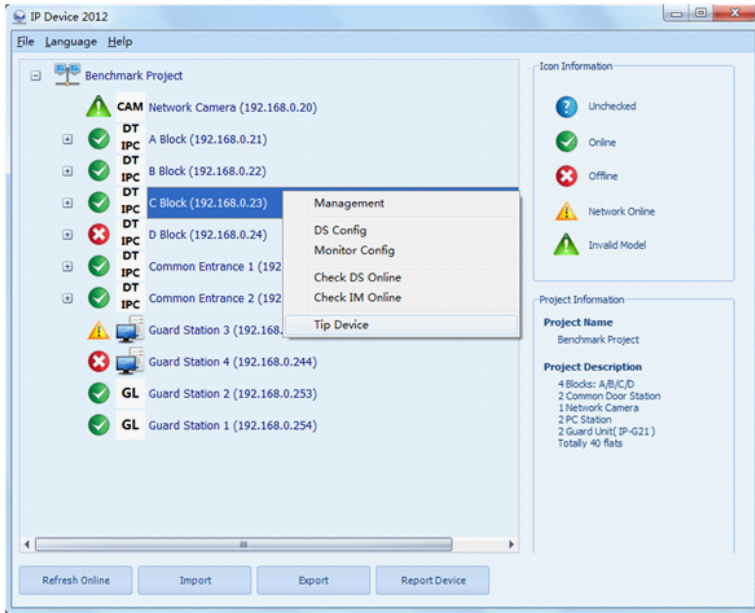 IP Device 2012
File Language Help
Benchmark Project
CAM Network Camera (192.168.0.20)
DT IPC A Block (192.168.0.21)
DT IPC B Block (192.168.0.22)
DT IPC C Block (192.168.0.23)
DT IPC D Block (192.168.0.24)
DT IPC Common Entrance 1 (192
DT IPC Common Entrance 2 (192
Guard Station 3 (192.168.
Guard Station 4 (192.168.0.244)
GL Guard Station 2 (192.168.0.253)
GL Guard Station 1 (192.168.0.254)
Management
DS Config
Monitor Config
Check DS Online
Check IM Online
Tip Device
Icon Information
Unchecked
Online
Offline
Network Online
Invalid Model
Project Information
Project Name
Benchmark Project
Project Description
4 Blocks: A/B/C/D
2 Common Door Station
1 Network Camera
2 PC Station
2 Guard Unit( IP-G21 )
Totally 40 flats
Refresh Online Import Export Report Device